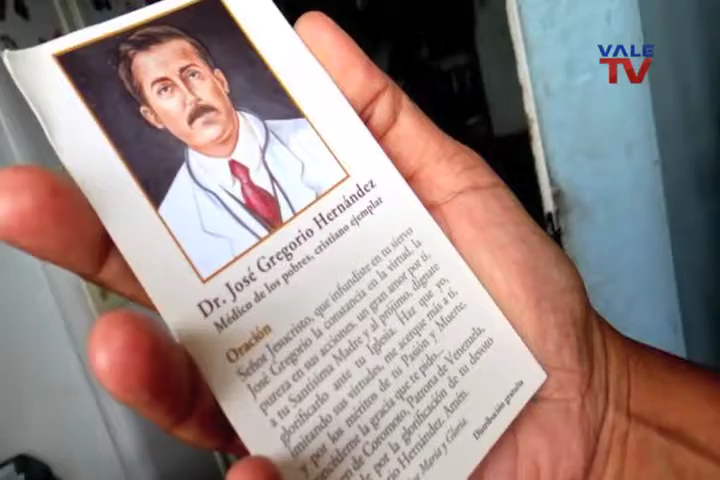 VALE
TV
Dr. José Gregorio Hernández
Médico de los pobres, cristiano ejemplar
Oración
Señor Jesucristo, que infundiste en tu siervo
José Gregorio la constancia en la virtud, la
pureza en sus acciones, un gran amor por ti,
a tu Santísima Madre y al prójimo, dígnate
glorificarlo ante tu Iglesia. Haz que yo,
imitando sus virtudes, me acerque más a ti,
y por los méritos de tu Pasión y Muerte,
la gracia que te pido...
de Coromoto, Patrona de Venezuela,
por la glorificación de tu devoto
Hernández. Amén.
María y Gloria
Distribución gratuita